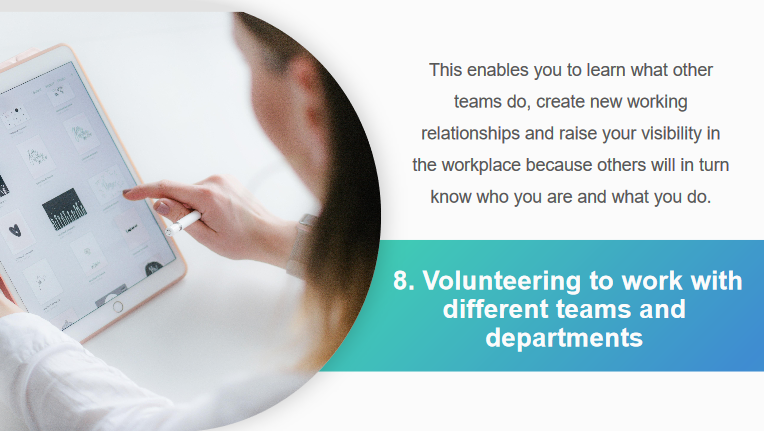 This enables you to learn what other
teams do, create new working
relationships and raise your visibility in
the workplace because others will in turn
know who you are and what you do.
8. Volunteering to work with
different teams and
departments